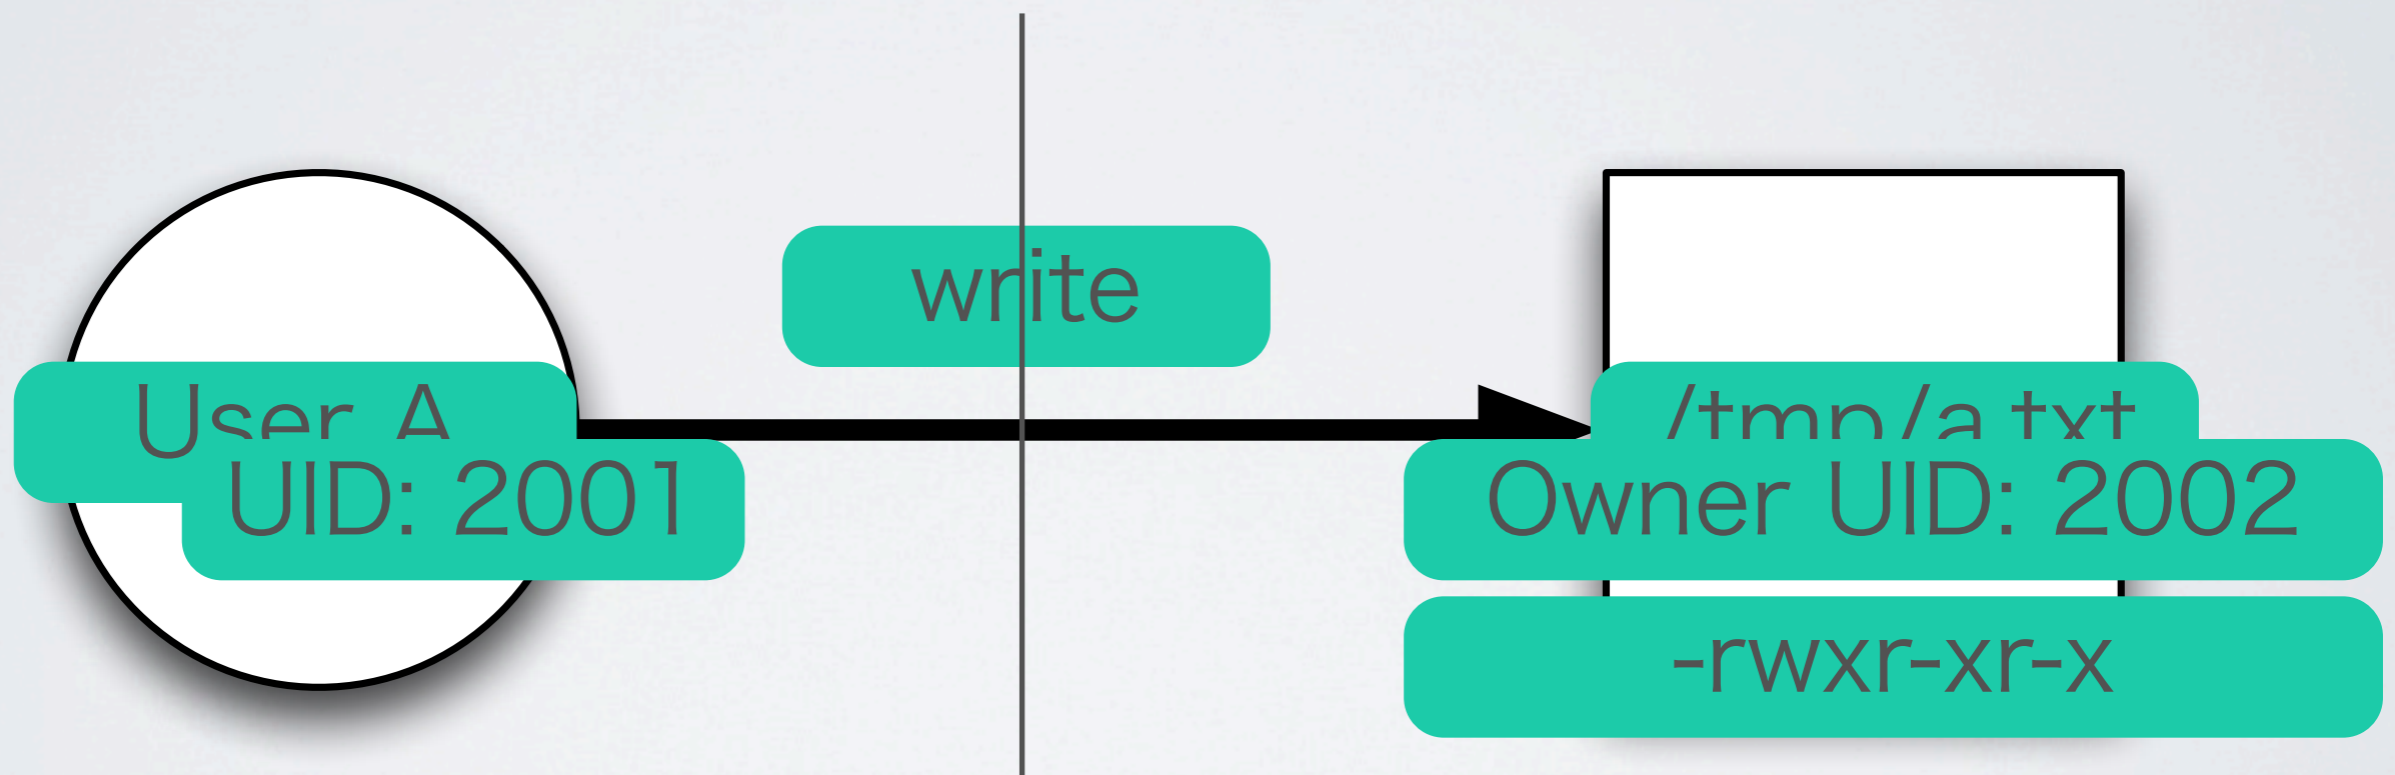 write
User A
UID: 2001
/tmp/a.txt
Owner UID: 2002
-rwxr-xr-x